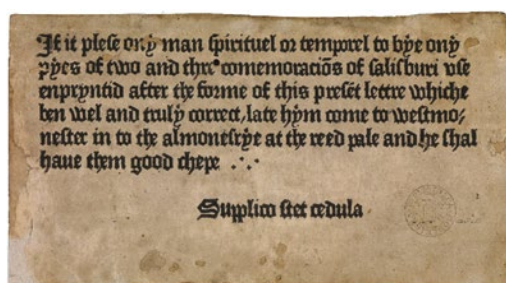 If it plese ony man spirituel or temporel to bye ony
pyes of two and thre comemoraciōs of salisburi vse
enpryntid after the forme of this presēt lettre whiche
ben wel and truly correct, late hym come to westmo⸗
nester in to the almonesrye at the reed pale and he shal
haue them good chepe .·.
Supplico stet cedula